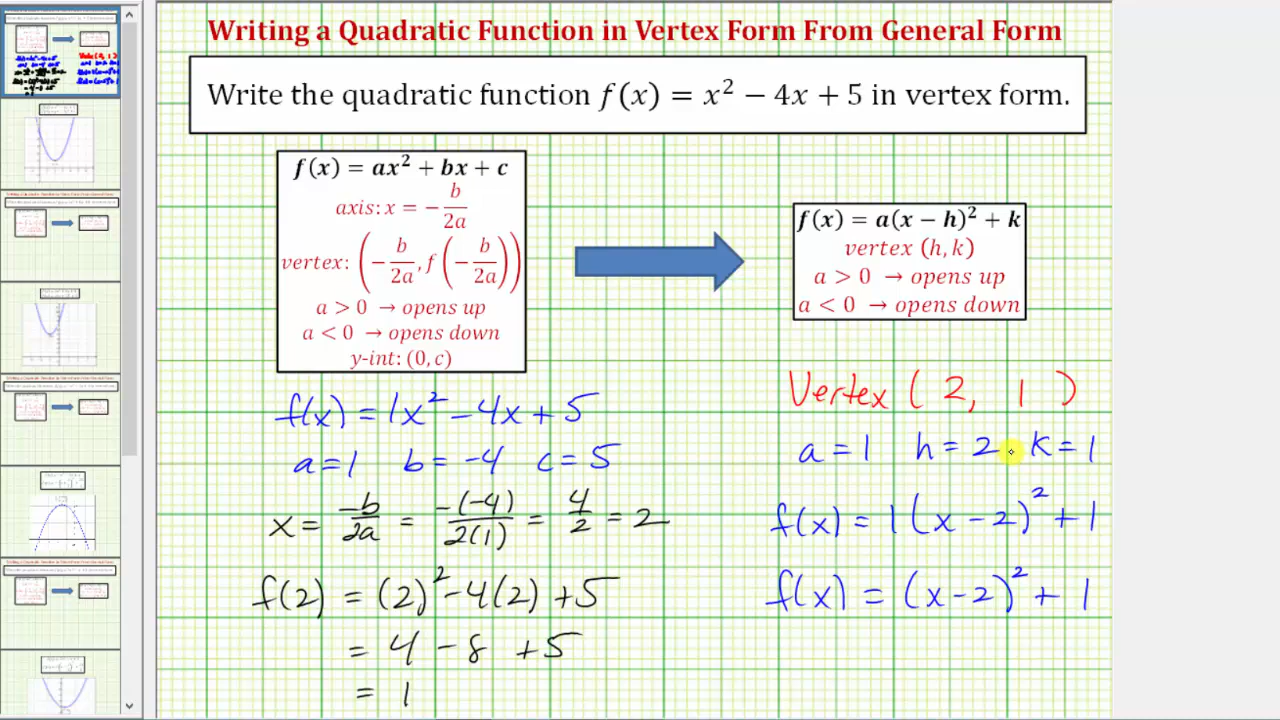 Writing a Quadratic Function in Vertex Form From General Form
Write the quadratic function f(x) = x² − 4x + 5 in vertex form.
f(x) = ax² + bx + c
axis: x = −b/2a
vertex: (−b/2a, f(−b/2a))
a > 0 → opens up
a < 0 → opens down
y-int: (0, c)
f(x) = a(x − h)² + k
vertex (h, k)
a > 0 → opens up
a < 0 → opens down
f(x) = 1x² − 4x + 5
a = 1 b = −4 c = 5
x = −b/2a = −(−4)/2(1) = 4/2 = 2
f(2) = (2)² − 4(2) + 5
= 4 − 8 + 5
= 1
Vertex (2, 1)
a = 1 h = 2 k = 1
f(x) = 1(x − 2)² + 1
f(x) = (x − 2)² + 1